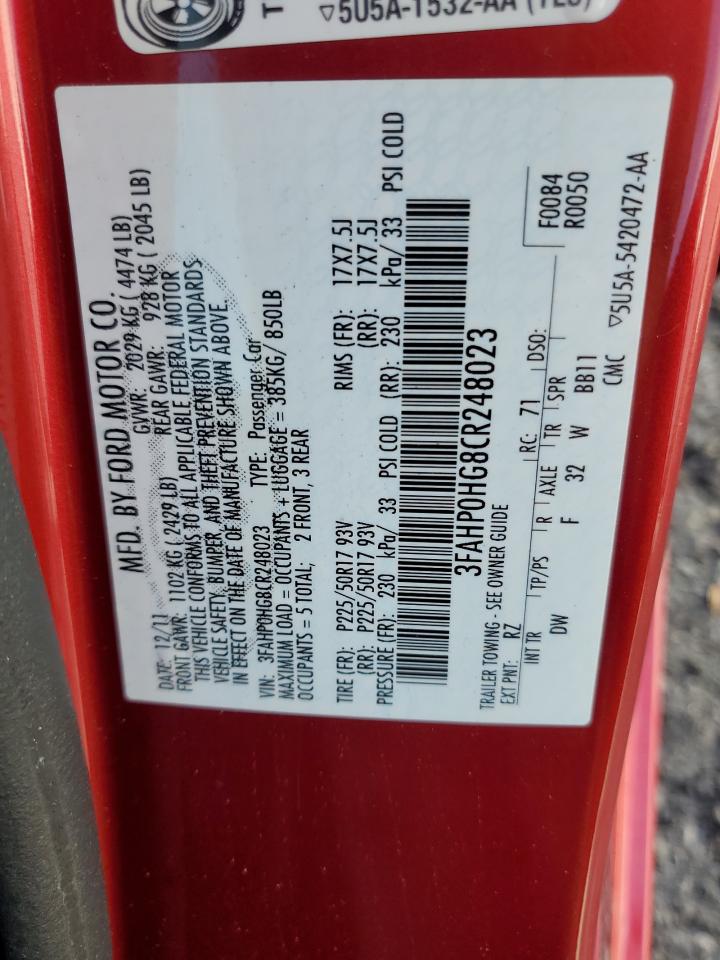 T
▽5U5A-1532-AA
MFD. BY FORD MOTOR CO.
DATE: 12/11 GVWR: 2029 KG ( 4474 LB)
FRONT GAWR: 1102 KG ( 2429 LB) REAR GAWR: 928 KG ( 2045 LB)
THIS VEHICLE CONFORMS TO ALL APPLICABLE FEDERAL MOTOR
VEHICLE SAFETY, BUMPER, AND THEFT PREVENTION STANDARDS
IN EFFECT ON THE DATE OF MANUFACTURE SHOWN ABOVE.
VIN: 3FAHP0HG8CR248023 TYPE: Passenger Car
MAXIMUM LOAD = OCCUPANTS + LUGGAGE = 385KG/ 850LB
OCCUPANTS = 5 TOTAL; 2 FRONT, 3 REAR
TIRE (FR): P225/50R17 93V RIMS (FR): 17X7.5J
(RR): P225/50R17 93V (RR): 17X7.5J
PRESSURE (FR): 230 kPa/ 33 PSI COLD (RR): 230 kPa/ 33 PSI COLD
3FAHP0HG8CR248023
TRAILER TOWING - SEE OWNER GUIDE
EXT PNT: RZ RC: 71 DSO: F0084
R0050
INT TR TP/PS R AXLE TR SPR
DW F 32 W BB11
CMC ▽5U5A-5420472-AA